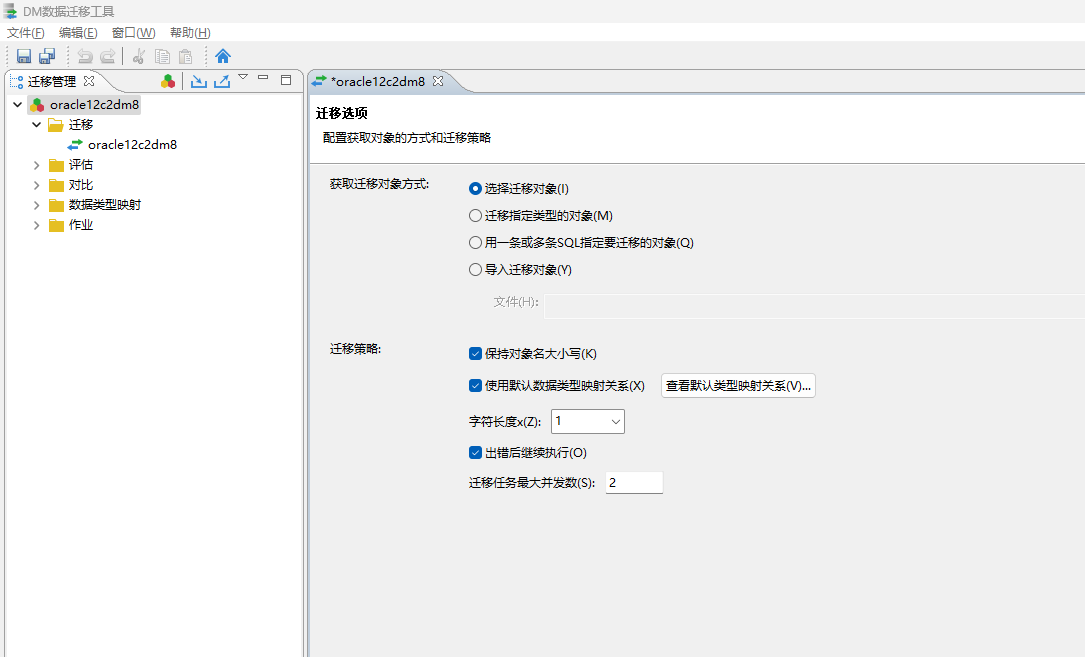 DM数据迁移工具
文件(F) 编辑(E) 窗口(W) 帮助(H)
迁移管理
oracle12c2dm8
迁移
oracle12c2dm8
评估
对比
数据类型映射
作业
*oracle12c2dm8
迁移选项
配置获取对象的方式和迁移策略
获取迁移对象方式:
选择迁移对象(I)
迁移指定类型的对象(M)
用一条或多条SQL指定要迁移的对象(Q)
导入迁移对象(Y)
文件(H):
迁移策略:
保持对象名大小写(K)
使用默认数据类型映射关系(X) 查看默认类型映射关系(V)...
字符长度x(Z): 1
出错后继续执行(O)
迁移任务最大并发数(S): 2